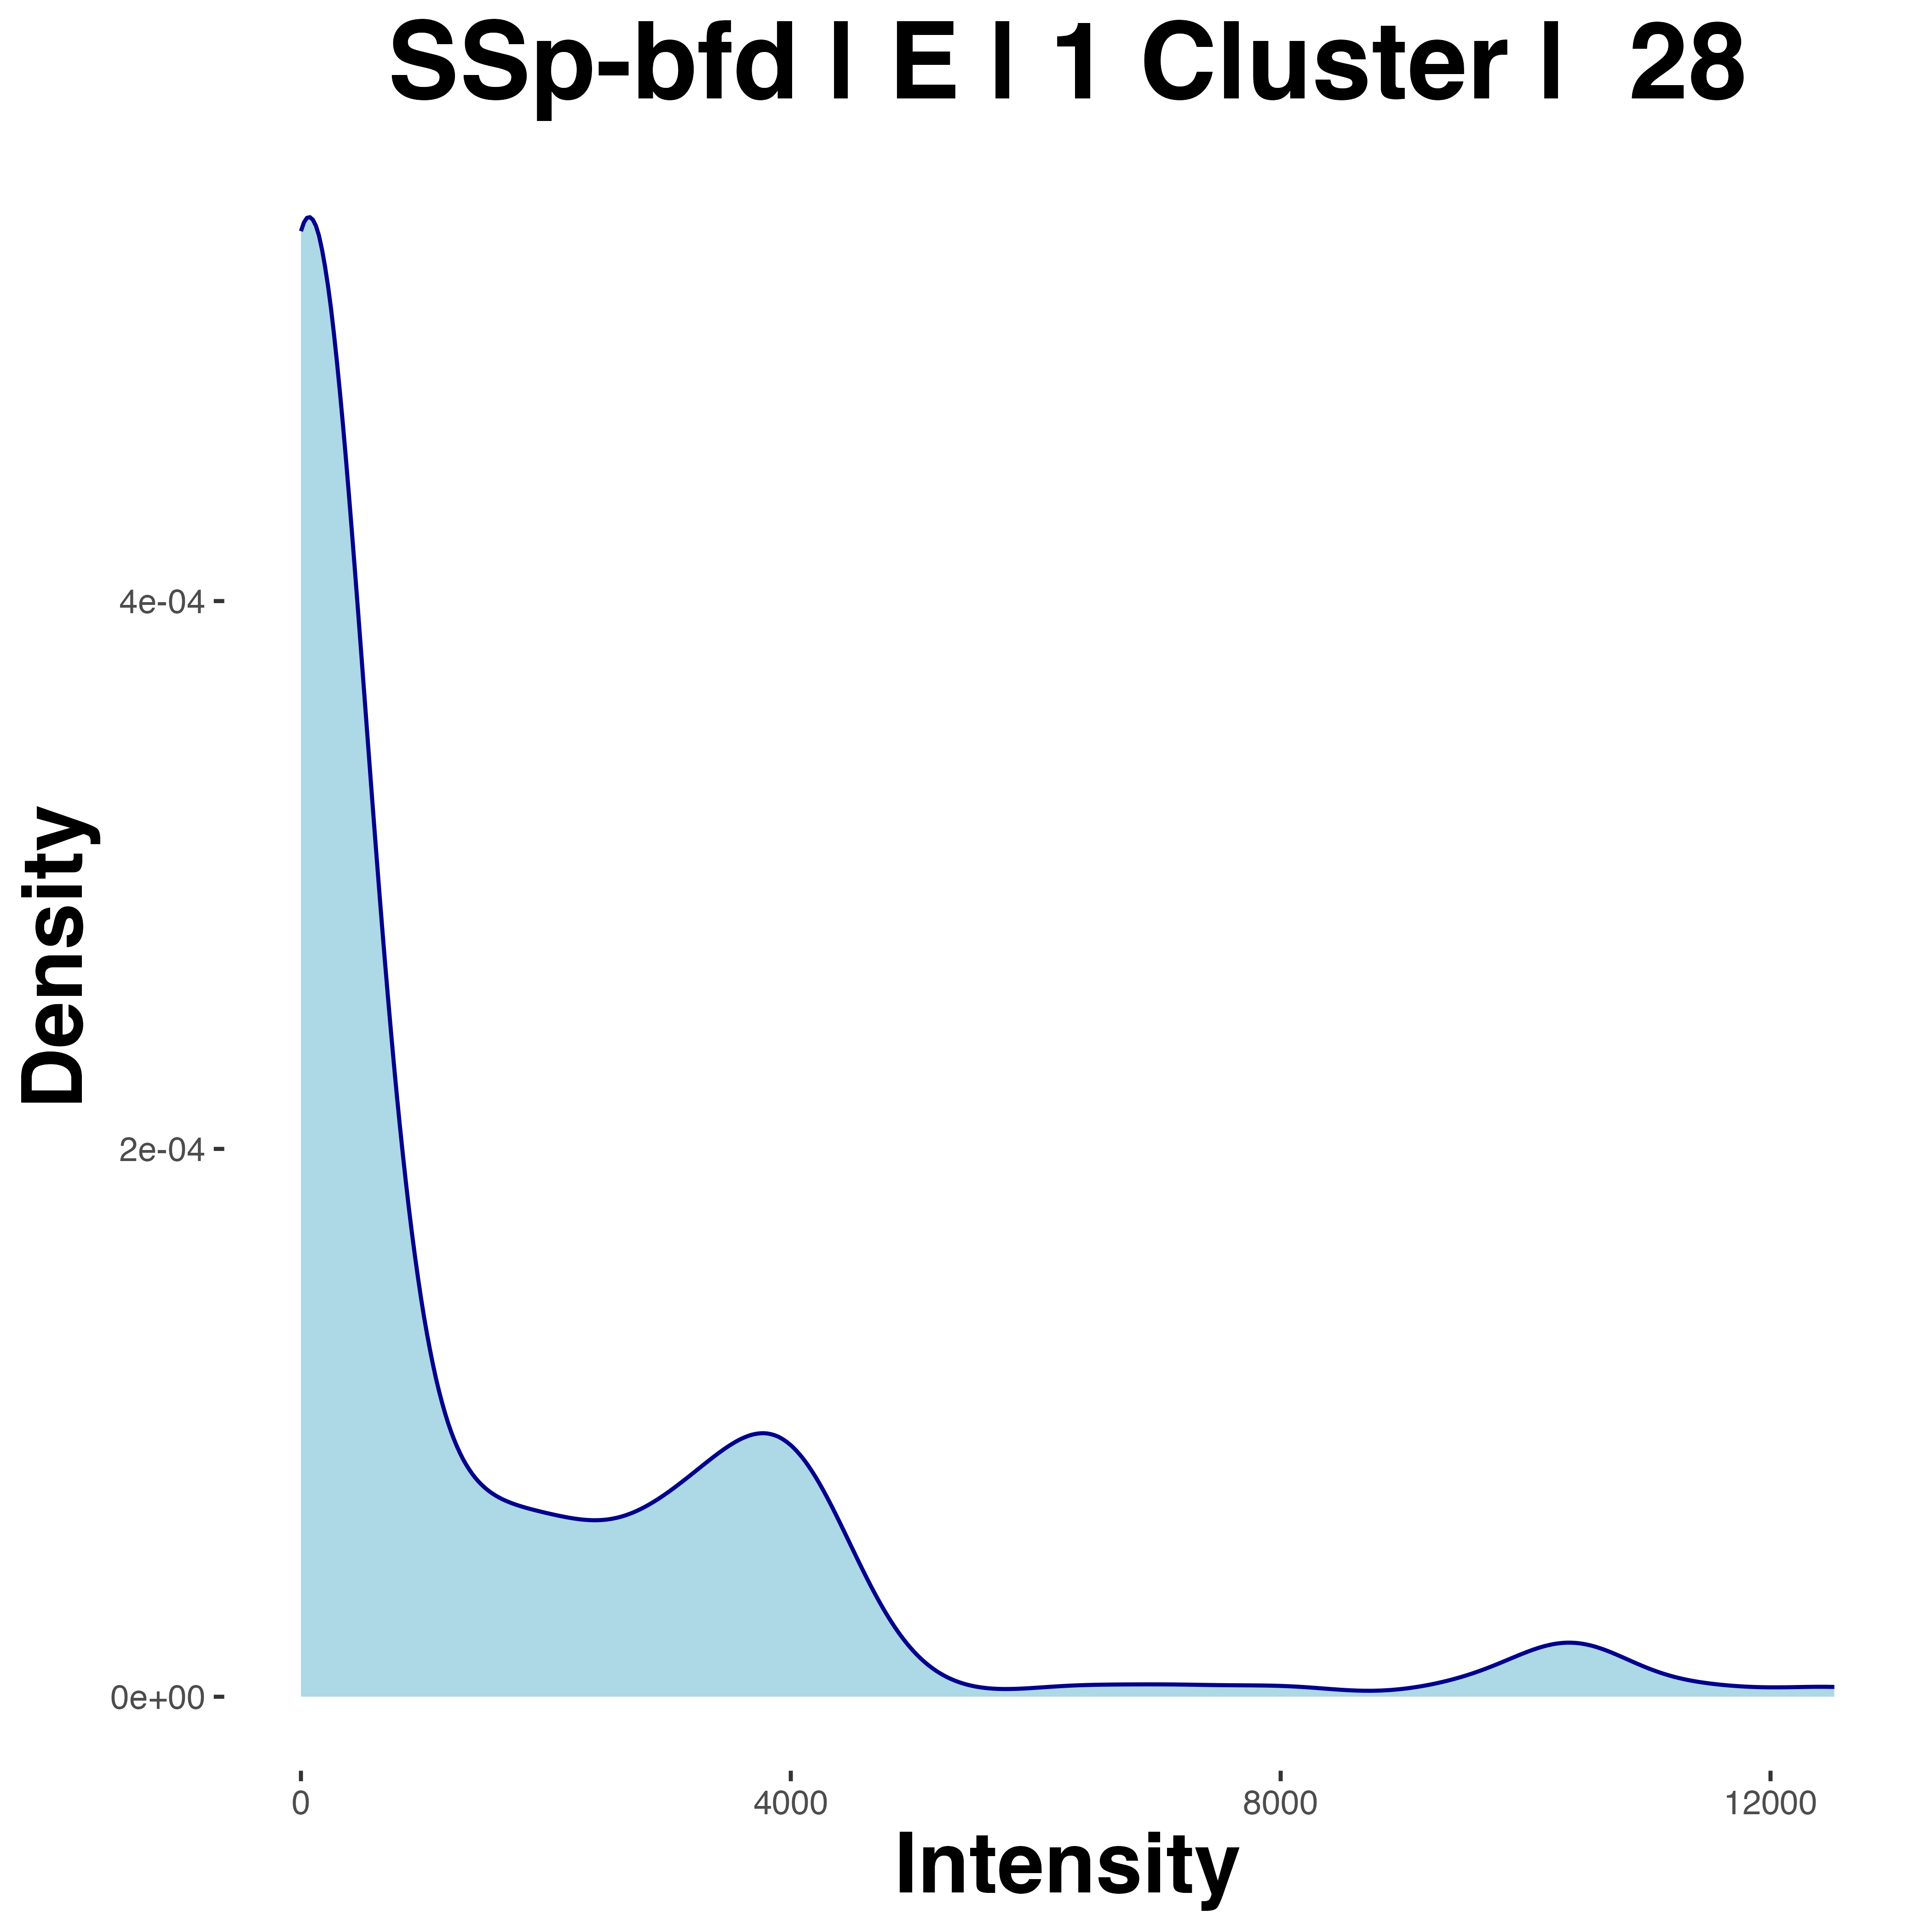 SSp-bfd | E | 1 Cluster | 28
Density
4e-04
2e-04
0e+00
0 4000 8000 12000
Intensity